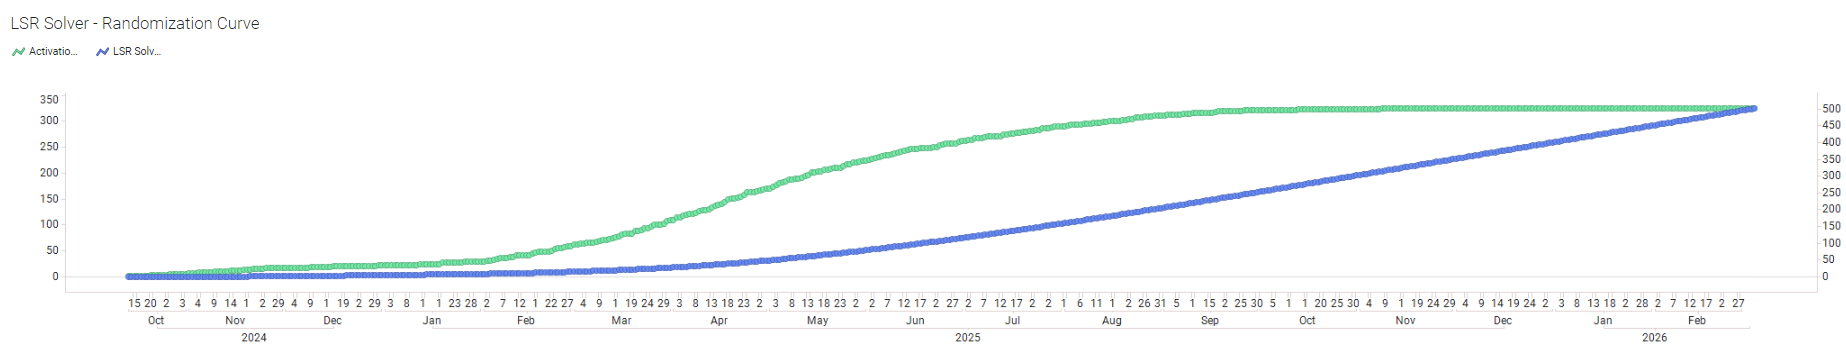 LSR Solver - Randomization Curve
Activatio... LSR Solv...
350
300 500
450
250 400
350
200 300
150 250
200
100 150
50 100
50
0 0
15 20 2 3 4 9 14 1 2 29 4 9 1 19 2 29 3 8 1 1 23 28 2 7 12 1 22 27 4 9 1 19 24 29 3 8 13 18 23 2 3 8 13 18 23 2 2 7 12 17 2 27 2 7 12 17 2 2 1 6 11 1 2 26 31 5 1 15 2 25 30 5 1 1 20 25 30 4 9 1 19 24 29 4 9 14 19 24 2 3 8 13 18 2 28 2 7 12 17 2 27
Oct Nov Dec Jan Feb Mar Apr May Jun Jul Aug Sep Oct Nov Dec Jan Feb
2024 2025 2026